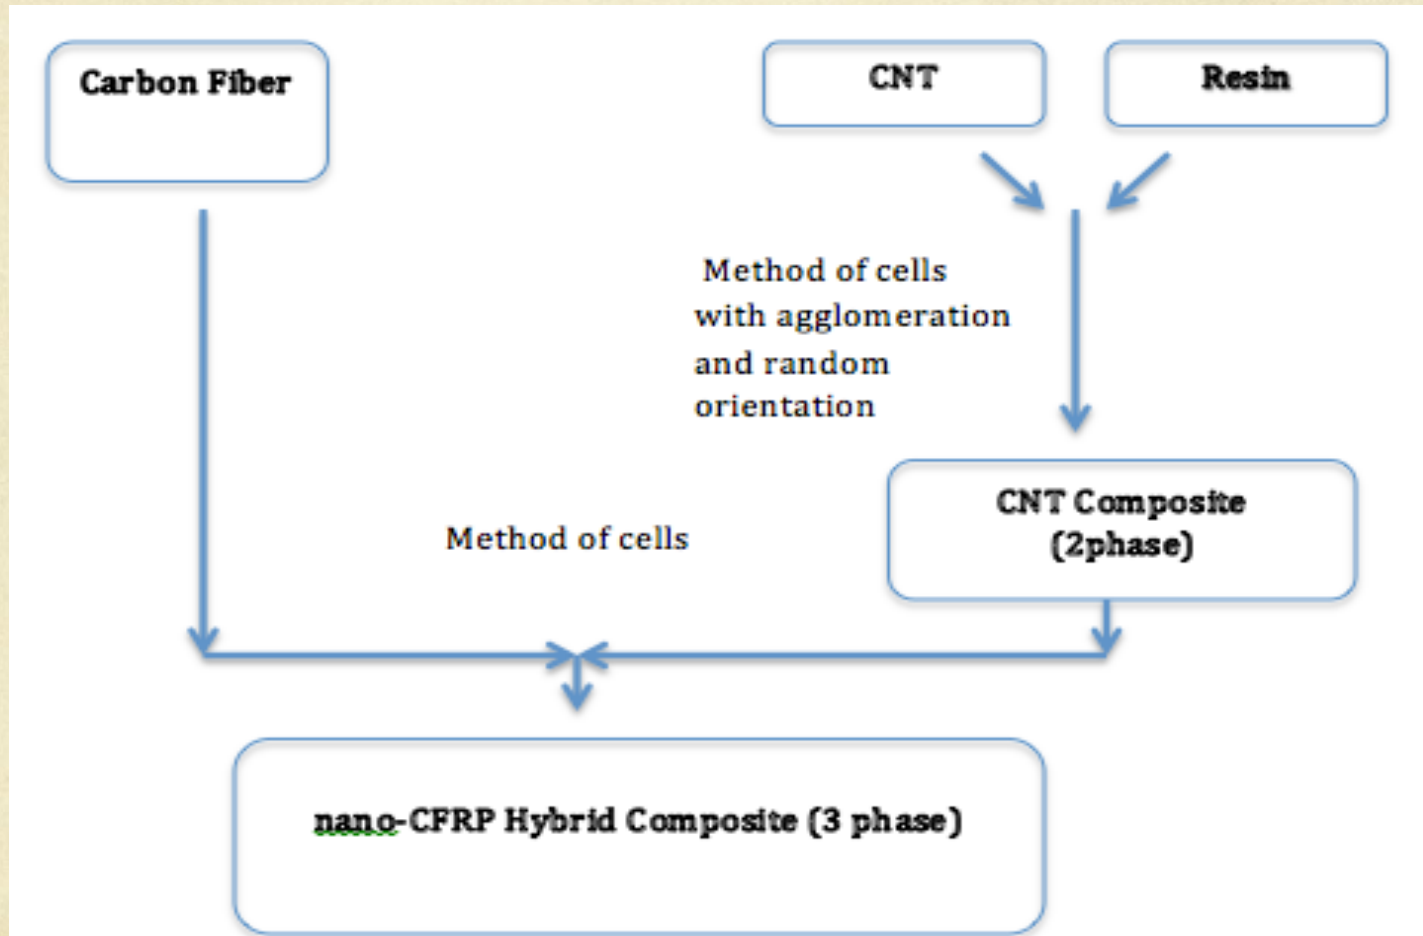 Carbon Fiber
CNT
Resin
Method of cells
with agglomeration
and random
orientation
CNT Composite
(2phase)
Method of cells
nano-CFRP Hybrid Composite (3 phase)